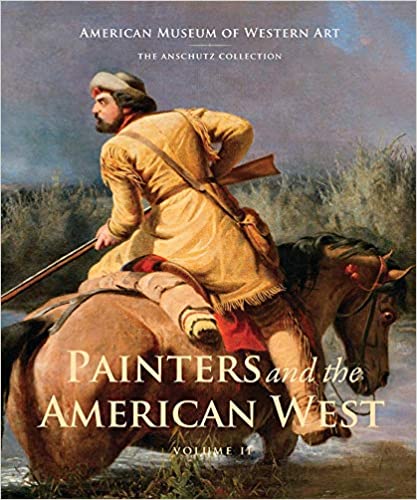 AMERICAN MUSEUM OF WESTERN ART
THE ANSCHUTZ COLLECTION
PAINTERS and the
AMERICAN WEST
VOLUME II